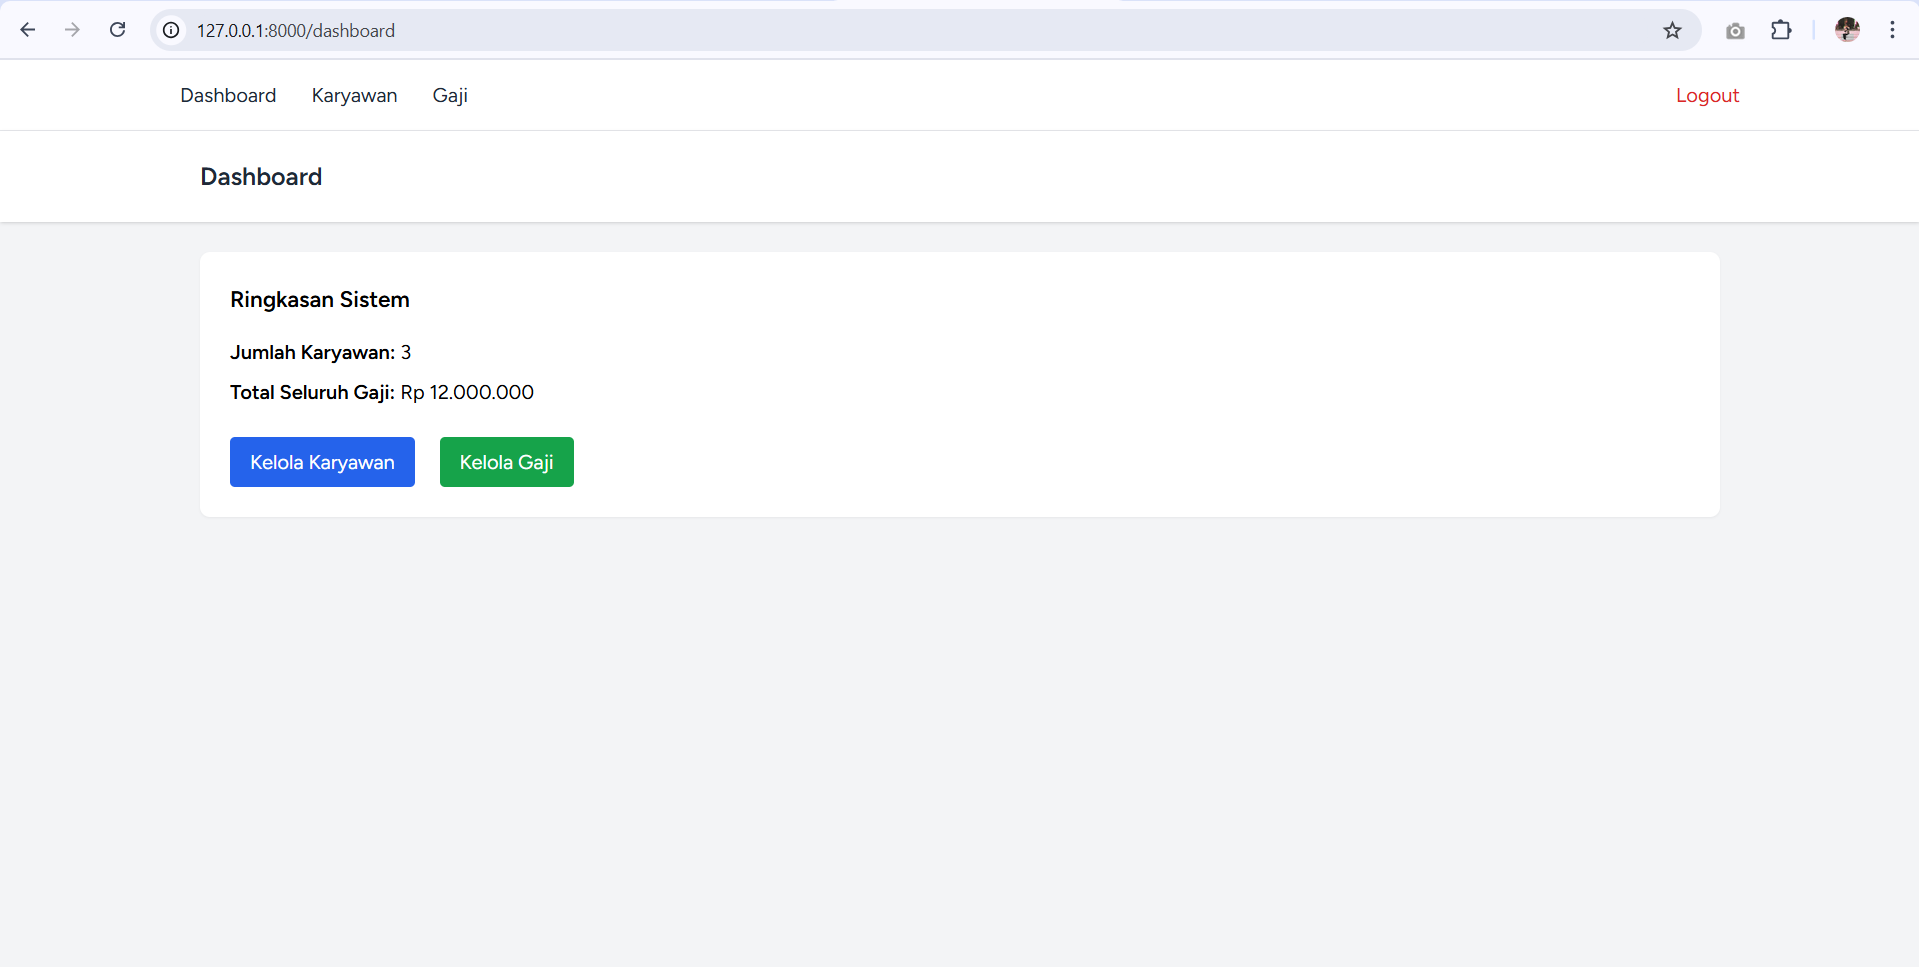 127.0.0.1:8000/dashboard
Dashboard Karyawan Gaji Logout
Dashboard
Ringkasan Sistem
Jumlah Karyawan: 3
Total Seluruh Gaji: Rp 12.000.000
Kelola Karyawan Kelola Gaji